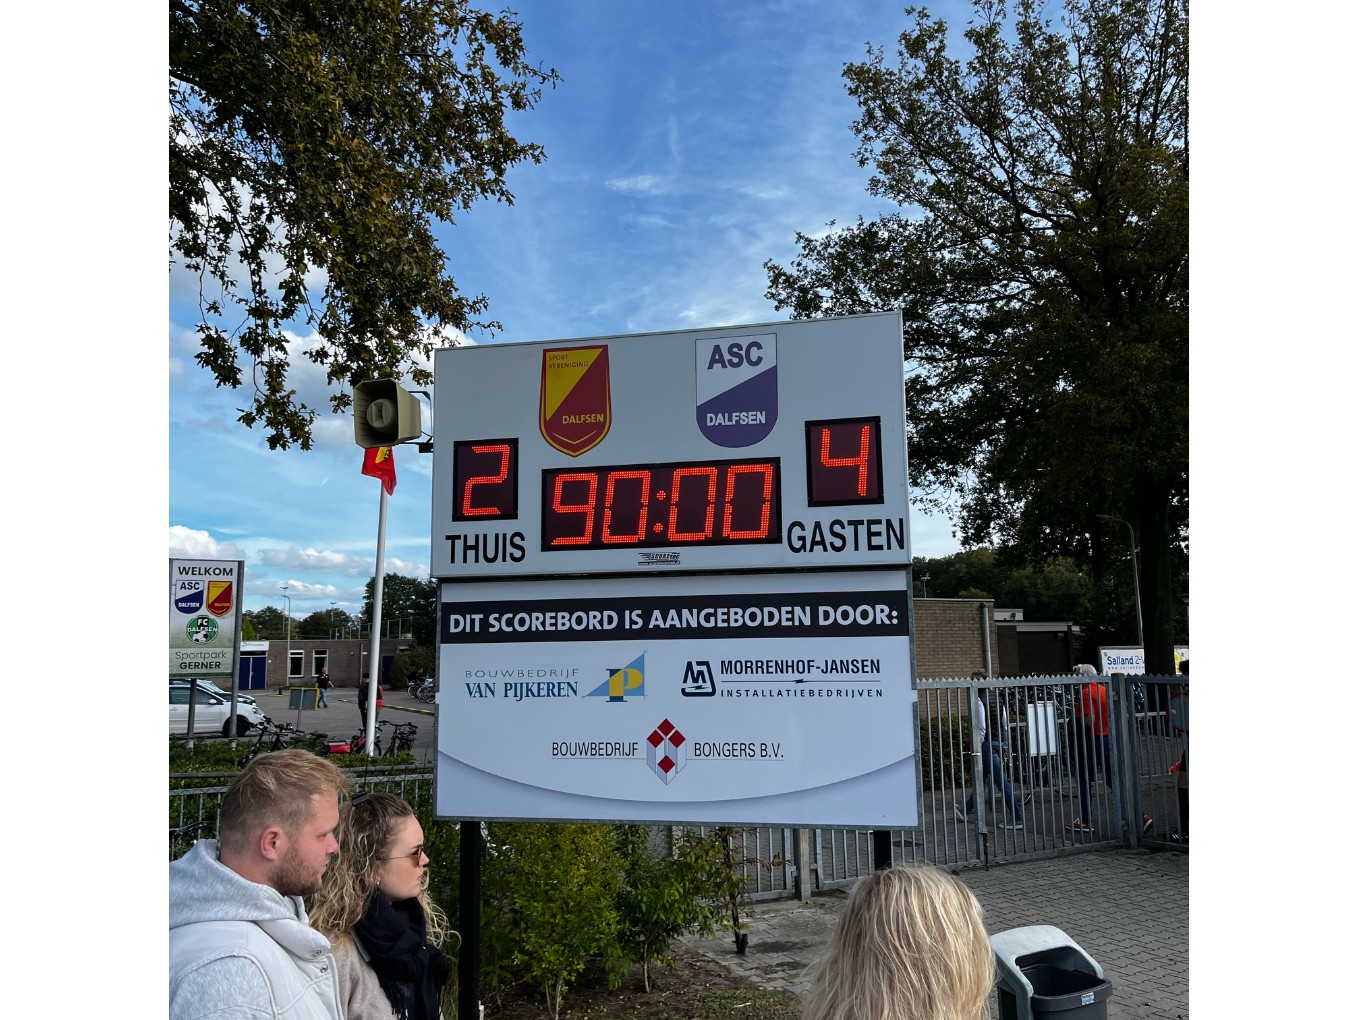 SPORT
VERENIGING
DALFSEN
ASC
DALFSEN
2
90:00
4
THUIS
GASTEN
DIT SCOREBORD IS AANGEBODEN DOOR:
BOUWBEDRIJF
VAN PIJKEREN
P
MORRENHOF-JANSEN
INSTALLATIEBEDRIJVEN
BOUWBEDRIJF BONGERS B.V.
WELKOM
ASC
DALFSEN
FC
DALFSEN
Sportpark
GERNER